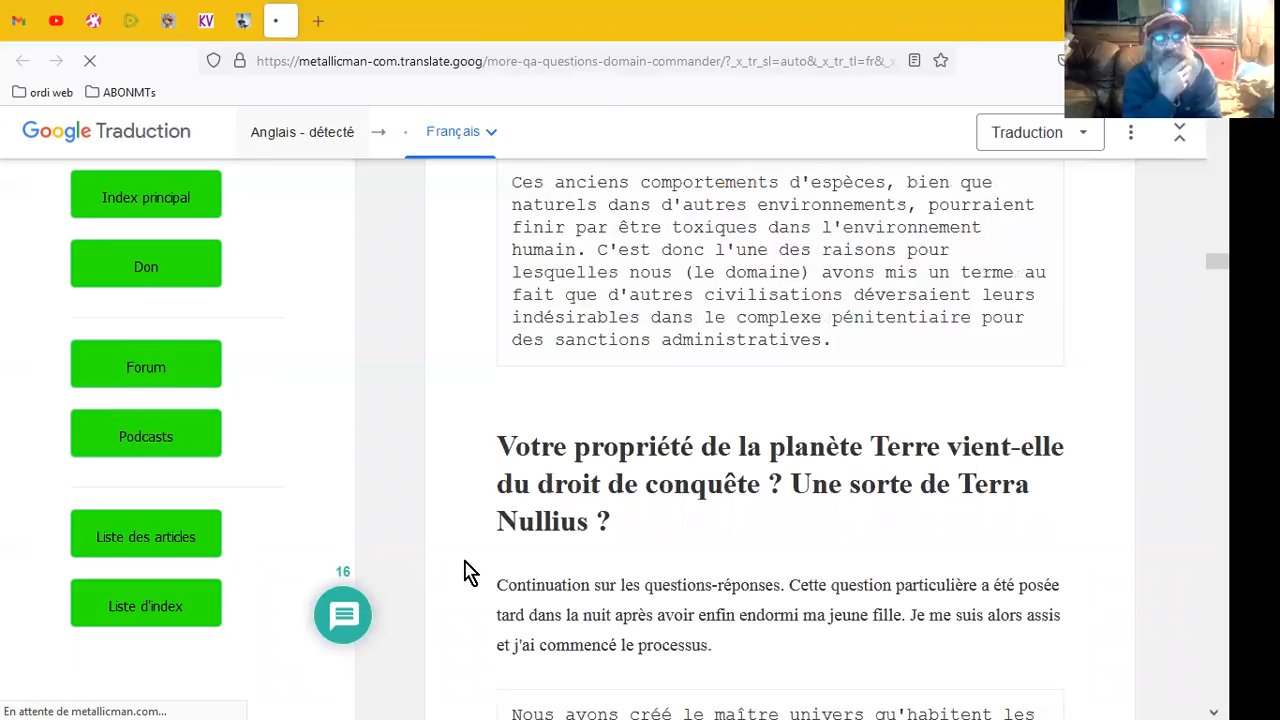 KV
https://metallicman-com.translate.goog/more-qa-questions-domain-commander/?_x_tr_sl=auto&_x_tr_tl=fr&_x
ordi web
ABONMTs
Google Traduction
Anglais - détecté
Français
Traduction
Index principal
Don
Forum
Podcasts
Liste des articles
Liste d'index
16
Ces anciens comportements d'espèces, bien que
naturels dans d'autres environnements, pourraient
finir par être toxiques dans l'environnement
humain. C'est donc l'une des raisons pour
lesquelles nous (le domaine) avons mis un terme au
fait que d'autres civilisations déversaient leurs
indésirables dans le complexe pénitentiaire pour
des sanctions administratives.
Votre propriété de la planète Terre vient-elle
du droit de conquête ? Une sorte de Terra
Nullius ?
Continuation sur les questions-réponses. Cette question particulière a été posée
tard dans la nuit après avoir enfin endormi ma jeune fille. Je me suis alors assis
et j'ai commencé le processus.
Nous avons créé le maître univers qu'habitent les
En attente de metallicman.com...